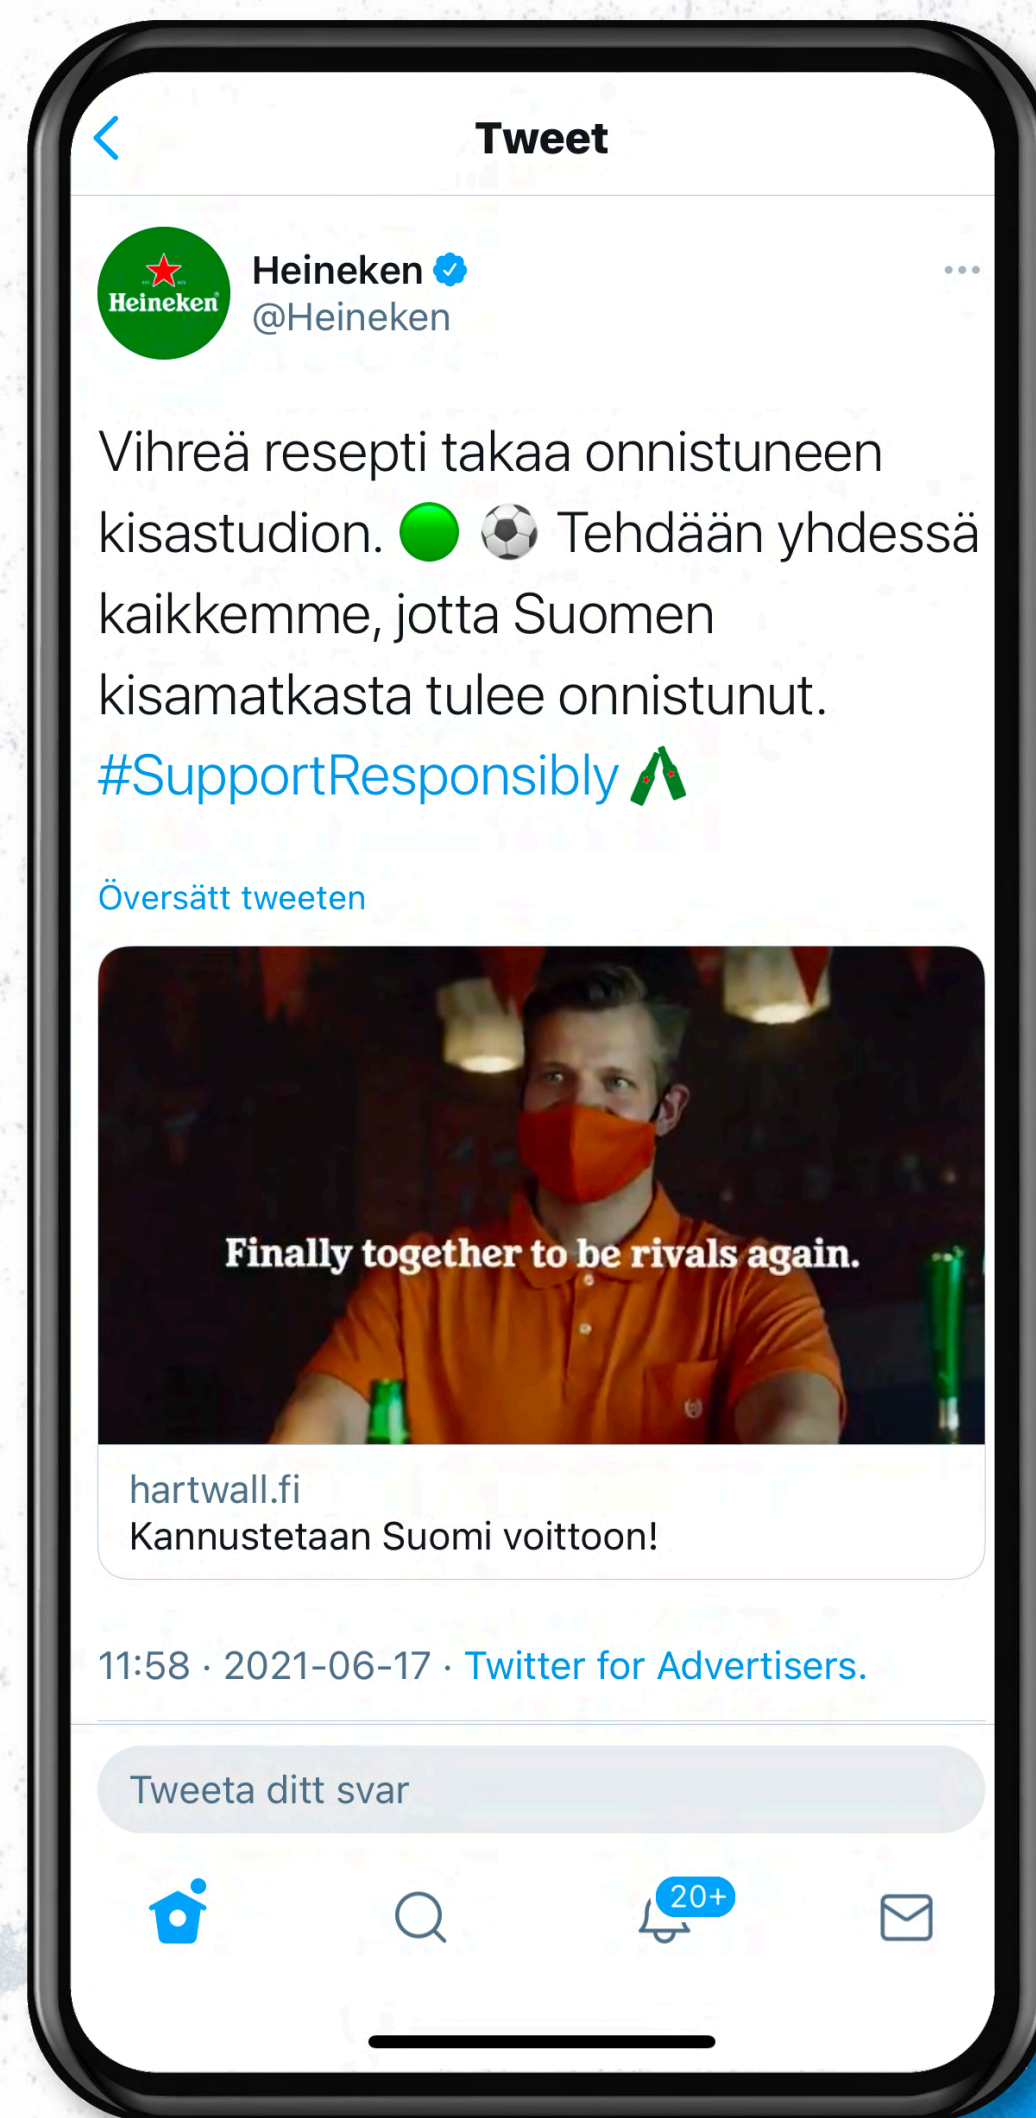 Tweet
Heineken
Heineken
@Heineken
Vihreä resepti takaa onnistuneen
kisastudion. 🟢 ⚽ Tehdään yhdessä
kaikkemme, jotta Suomen
kisamatkasta tulee onnistunut.
#SupportResponsibly
Översätt tweeten
Finally together to be rivals again.
hartwall.fi
Kannustetaan Suomi voittoon!
11:58 · 2021-06-17 · Twitter for Advertisers.
Tweeta ditt svar
20+